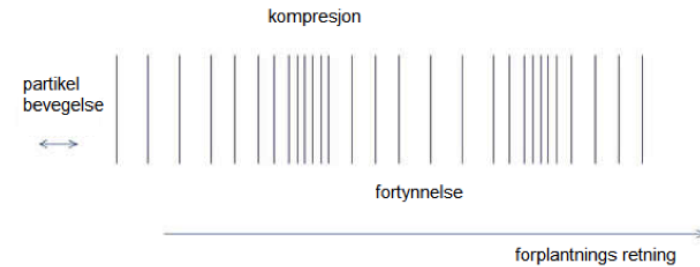 kompresjon
partikel
bevegelse
fortynnelse
forplantnings retning